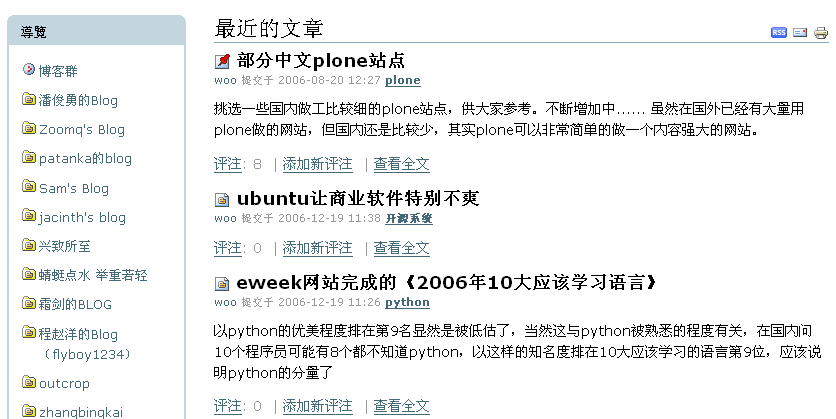 導覽
博客群
潘俊勇的Blog
Zoomq's Blog
patanka的blog
Sam's Blog
jacinth's blog
兴致所至
蜻蜓点水 举重若轻
霜剑的BLOG
程赵洋的Blog
（flyboy1234）
outcrop
zhangbingkai
最近的文章
RSS
部分中文plone站点
woo 提交于 2006-08-20 12:27 plone
挑选一些国内做工比较细的plone站点，供大家参考。不断增加中…… 虽然在国外已经有大量用
plone做的网站，但国内还是比较少，其实plone可以非常简单的做一个内容强大的网站。
评注: 8 | 添加新评注 | 查看全文
ubuntu让商业软件特别不爽
woo 提交于 2006-12-19 11:38 开源系统
评注: 0 | 添加新评注 | 查看全文
eweek网站完成的《2006年10大应该学习语言》
woo 提交于 2006-12-19 11:26 python
以python的优美程度排在第9名显然是被低估了，当然这与python被熟悉的程度有关，在国内问
10个程序员可能有8个都不知道python，以这样的知名度排在10大应该学习的语言第9位，应该说
明python的分量了
评注: 0 | 添加新评注 | 查看全文